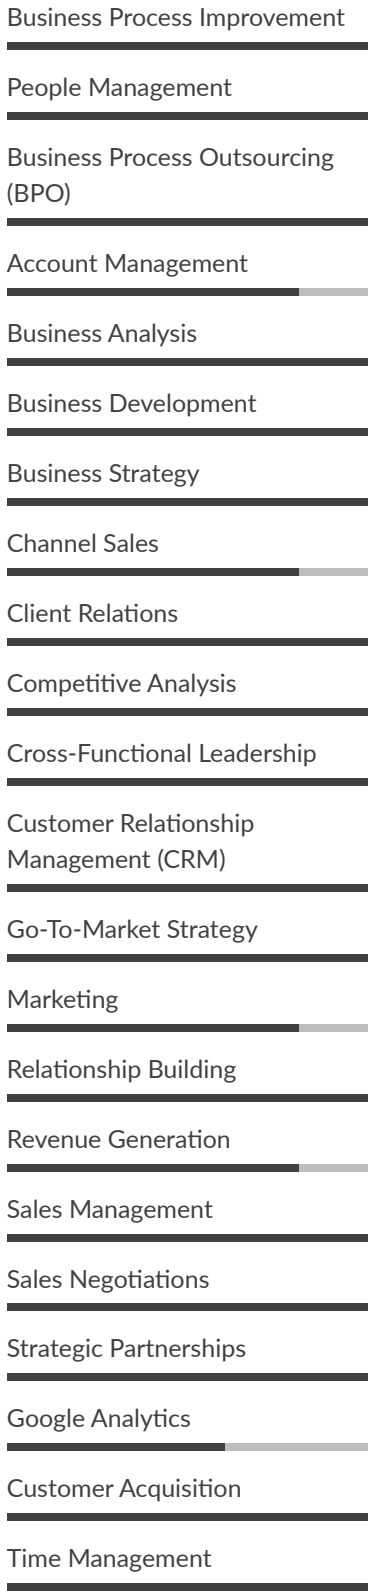 Business Process Improvement
People Management
Business Process Outsourcing
(BPO)
Account Management
Business Analysis
Business Development
Business Strategy
Channel Sales
Client Relations
Competitive Analysis
Cross-Functional Leadership
Customer Relationship
Management (CRM)
Go-To-Market Strategy
Marketing
Relationship Building
Revenue Generation
Sales Management
Sales Negotiations
Strategic Partnerships
Google Analytics
Customer Acquisition
Time Management